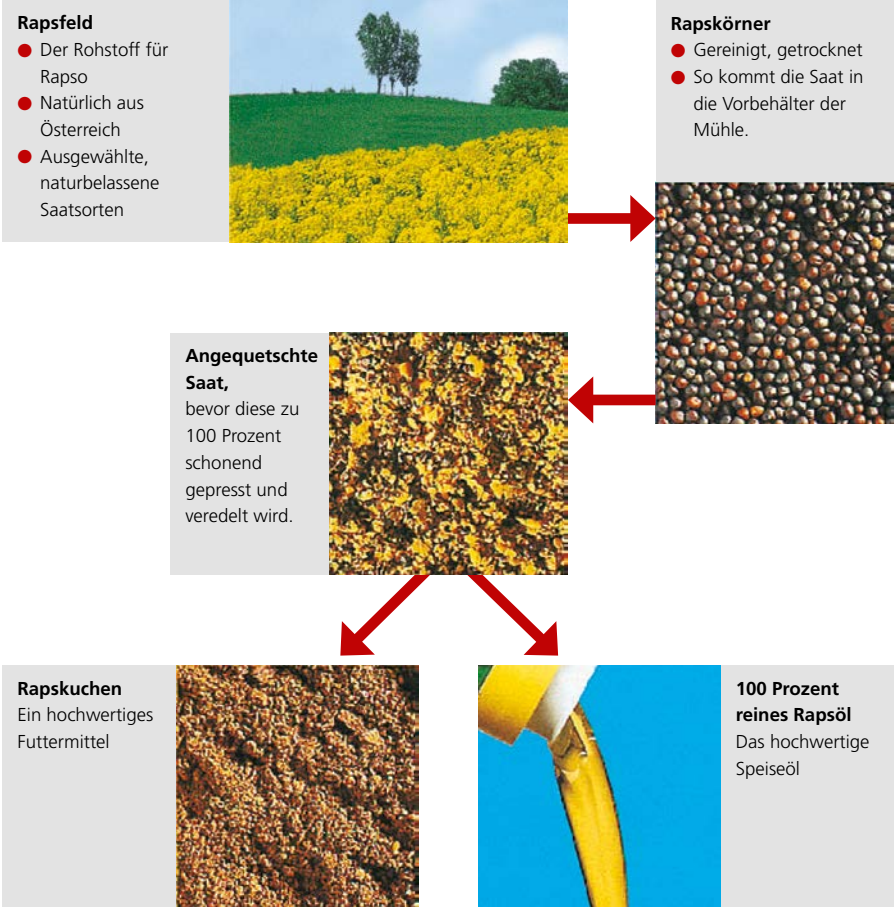 Rapsfeld
● Der Rohstoff für
Rapso
● Natürlich aus
Österreich
● Ausgewählte,
naturbelassene
Saatsorten
Rapskörner
● Gereinigt, getrocknet
● So kommt die Saat in
die Vorbehälter der
Mühle.
Angequetschte
Saat,
bevor diese zu
100 Prozent
schonend
gepresst und
veredelt wird.
Rapskuchen
Ein hochwertiges
Futtermittel
100 Prozent
reines Rapsöl
Das hochwertige
Speiseöl